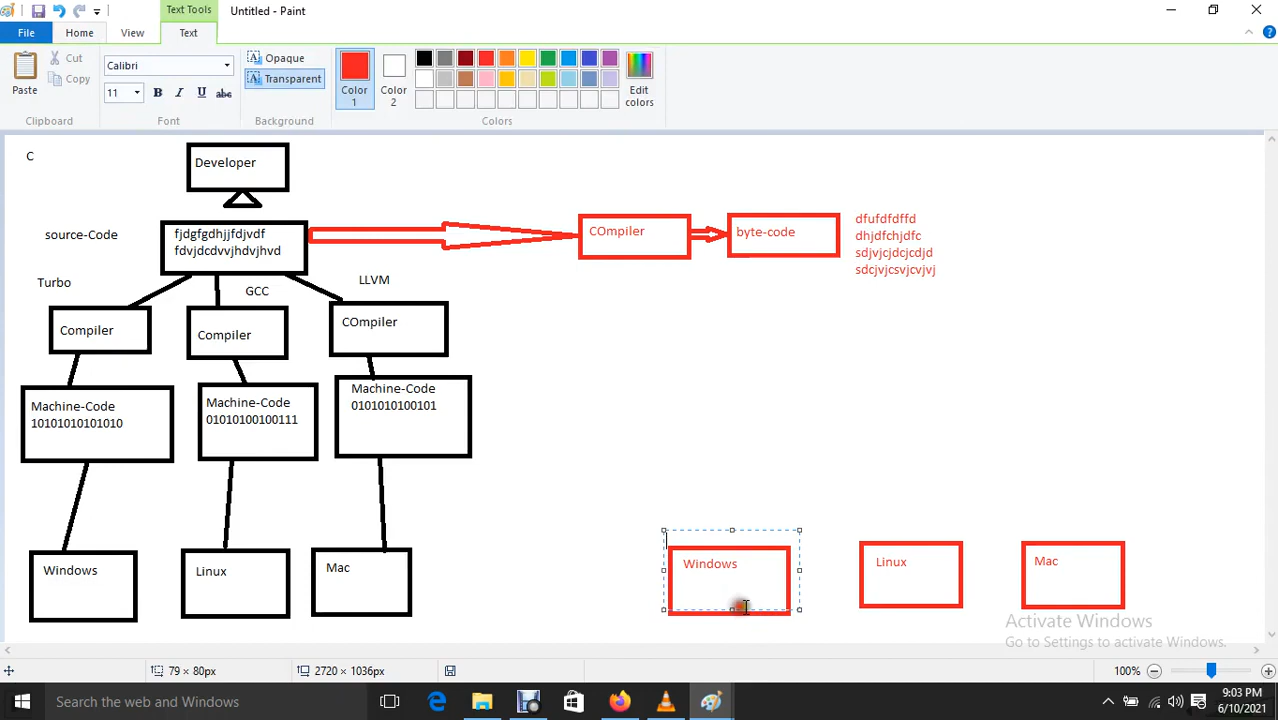 Text Tools
Untitled - Paint
File
Home
View
Text
Paste
Cut
Copy
Clipboard
Calibri
11
B I U abc
Font
Opaque
Transparent
Background
Color 1
Color 2
Edit colors
Colors
C
Developer
source-Code
fjdgfgdhjjfdjvdf
fdvjdcdvvjhdvjhvd
COmpiler
byte-code
dfufdfdffd
dhjdfchjdfc
sdjvjcjdcjcdjd
sdcjvjcsvjcvjvj
Turbo
GCC
LLVM
Compiler
Compiler
COmpiler
Machine-Code
10101010101010
Machine-Code
01010100100111
Machine-Code
0101010100101
Windows
Linux
Mac
Windows
Linux
Mac
Activate Windows
Go to Settings to activate Windows.
79 × 80px
2720 × 1036px
100%
Search the web and Windows
9:03 PM
6/10/2021